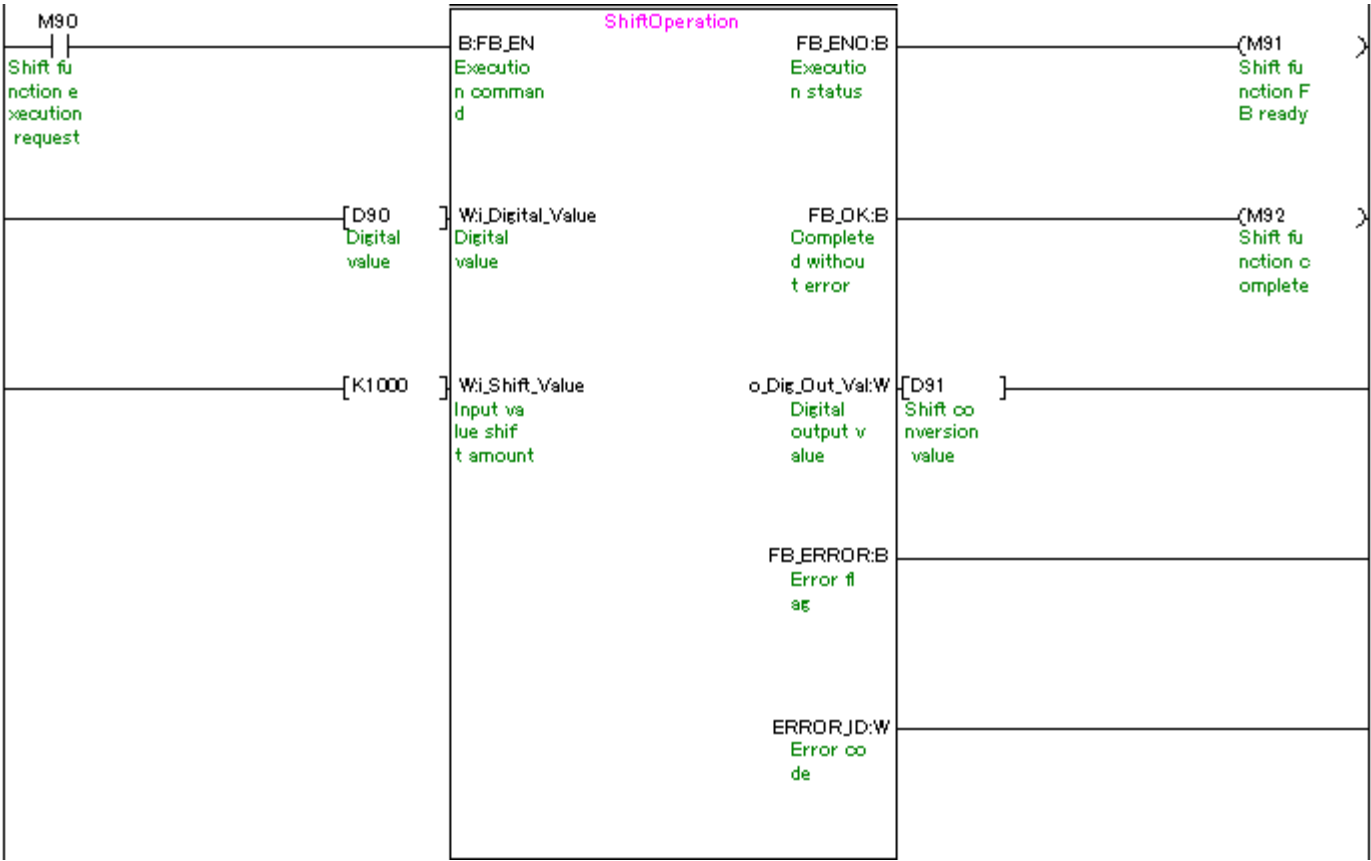 M90
ShiftOperation
B:FB_EN
FB_ENO:B
(M91 )
Shift fu
nction e
xecution
request
Executio
n comman
d
Executio
n status
Shift fu
nction F
B ready
[D90 ]
W:i_Digital_Value
FB_OK:B
(M92 )
Digital
value
Digital
value
Complete
d withou
t error
Shift fu
nction c
omplete
[K1000 ]
W:i_Shift_Value
o_Dig_Out_Val:W
[D91 ]
Input va
lue shif
t amount
Digital
output v
alue
Shift co
nversion
value
FB_ERROR:B
Error fl
ag
ERROR_ID:W
Error co
de